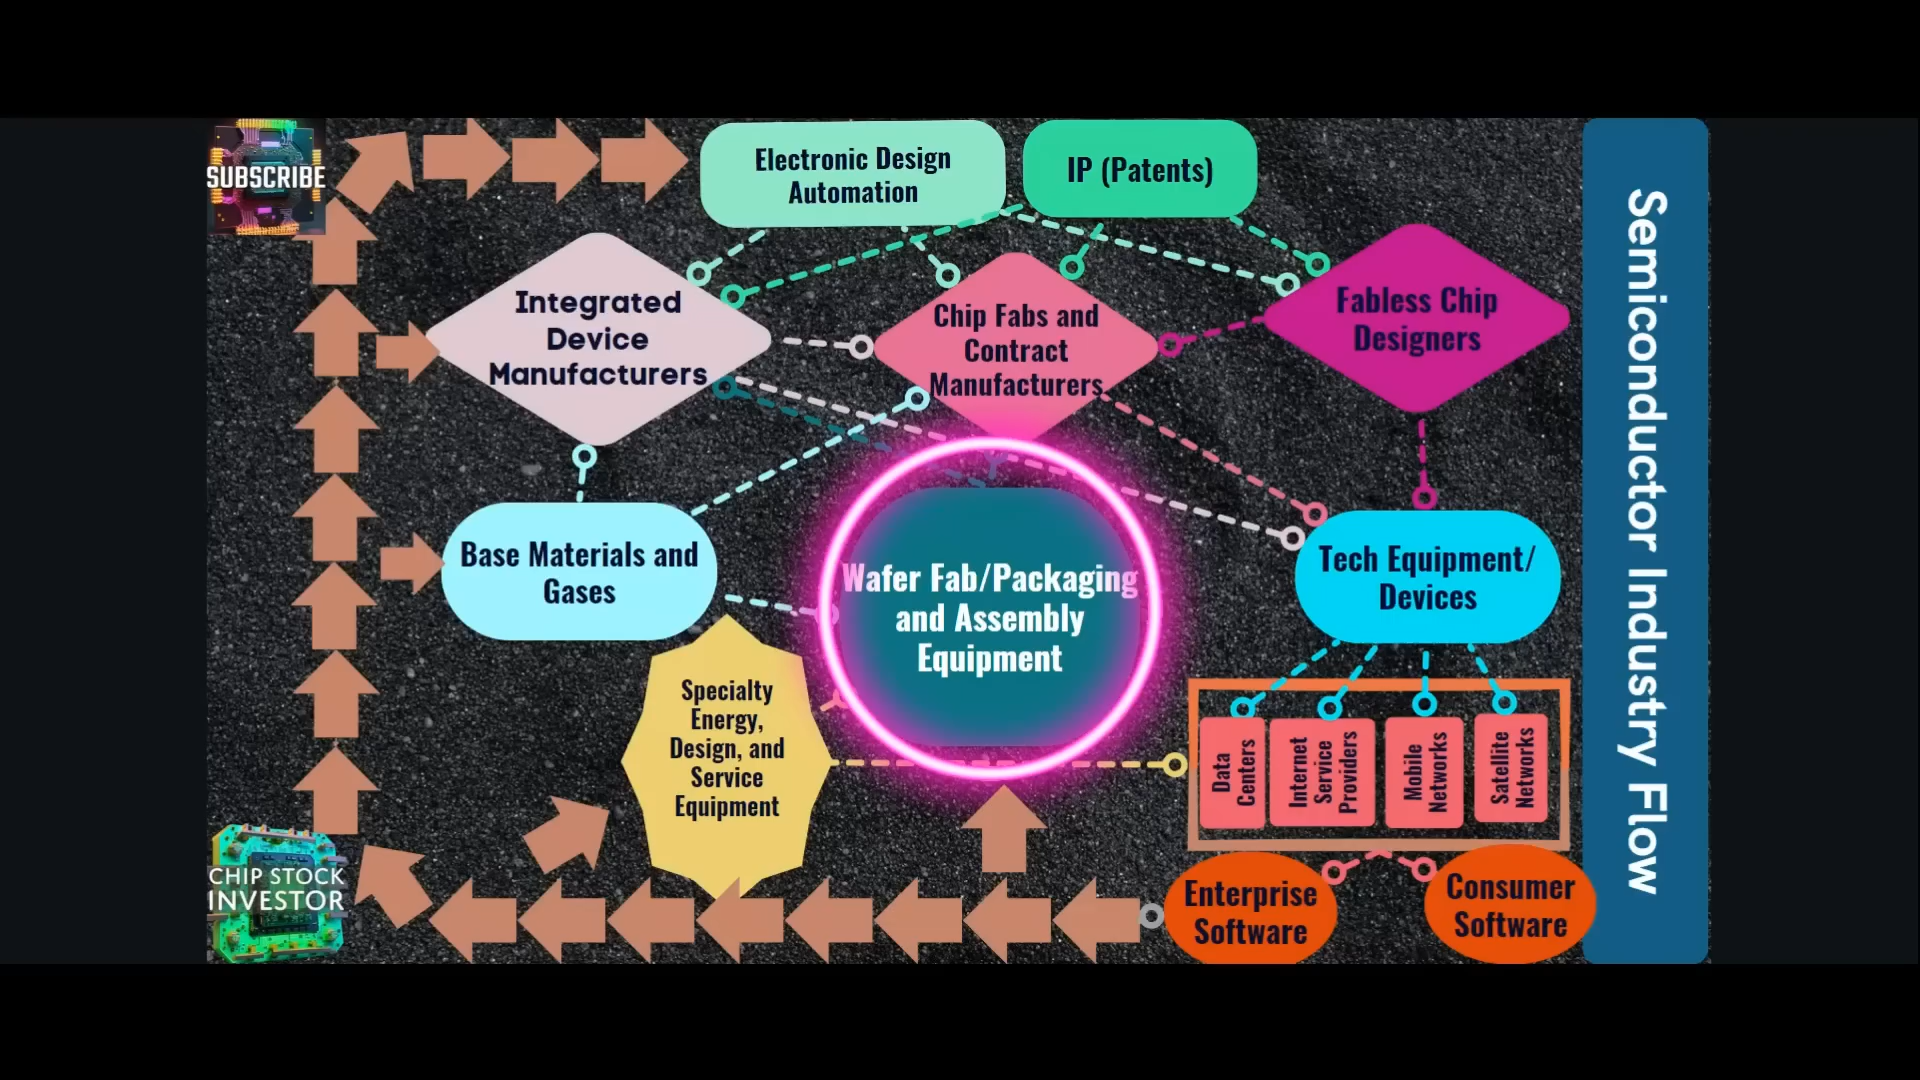 SUBSCRIBE
Electronic Design
Automation
IP (Patents)
Integrated
Device
Manufacturers
Chip Fabs and
Contract
Manufacturers
Fabless Chip
Designers
Base Materials and
Gases
Wafer Fab/Packaging
and Assembly
Equipment
Tech Equipment/
Devices
Specialty
Energy,
Design, and
Service
Equipment
Data
Centers
Internet
Service
Providers
Mobile
Networks
Satellite
Networks
Enterprise
Software
Consumer
Software
CHIP STOCK
INVESTOR
Semiconductor Industry Flow